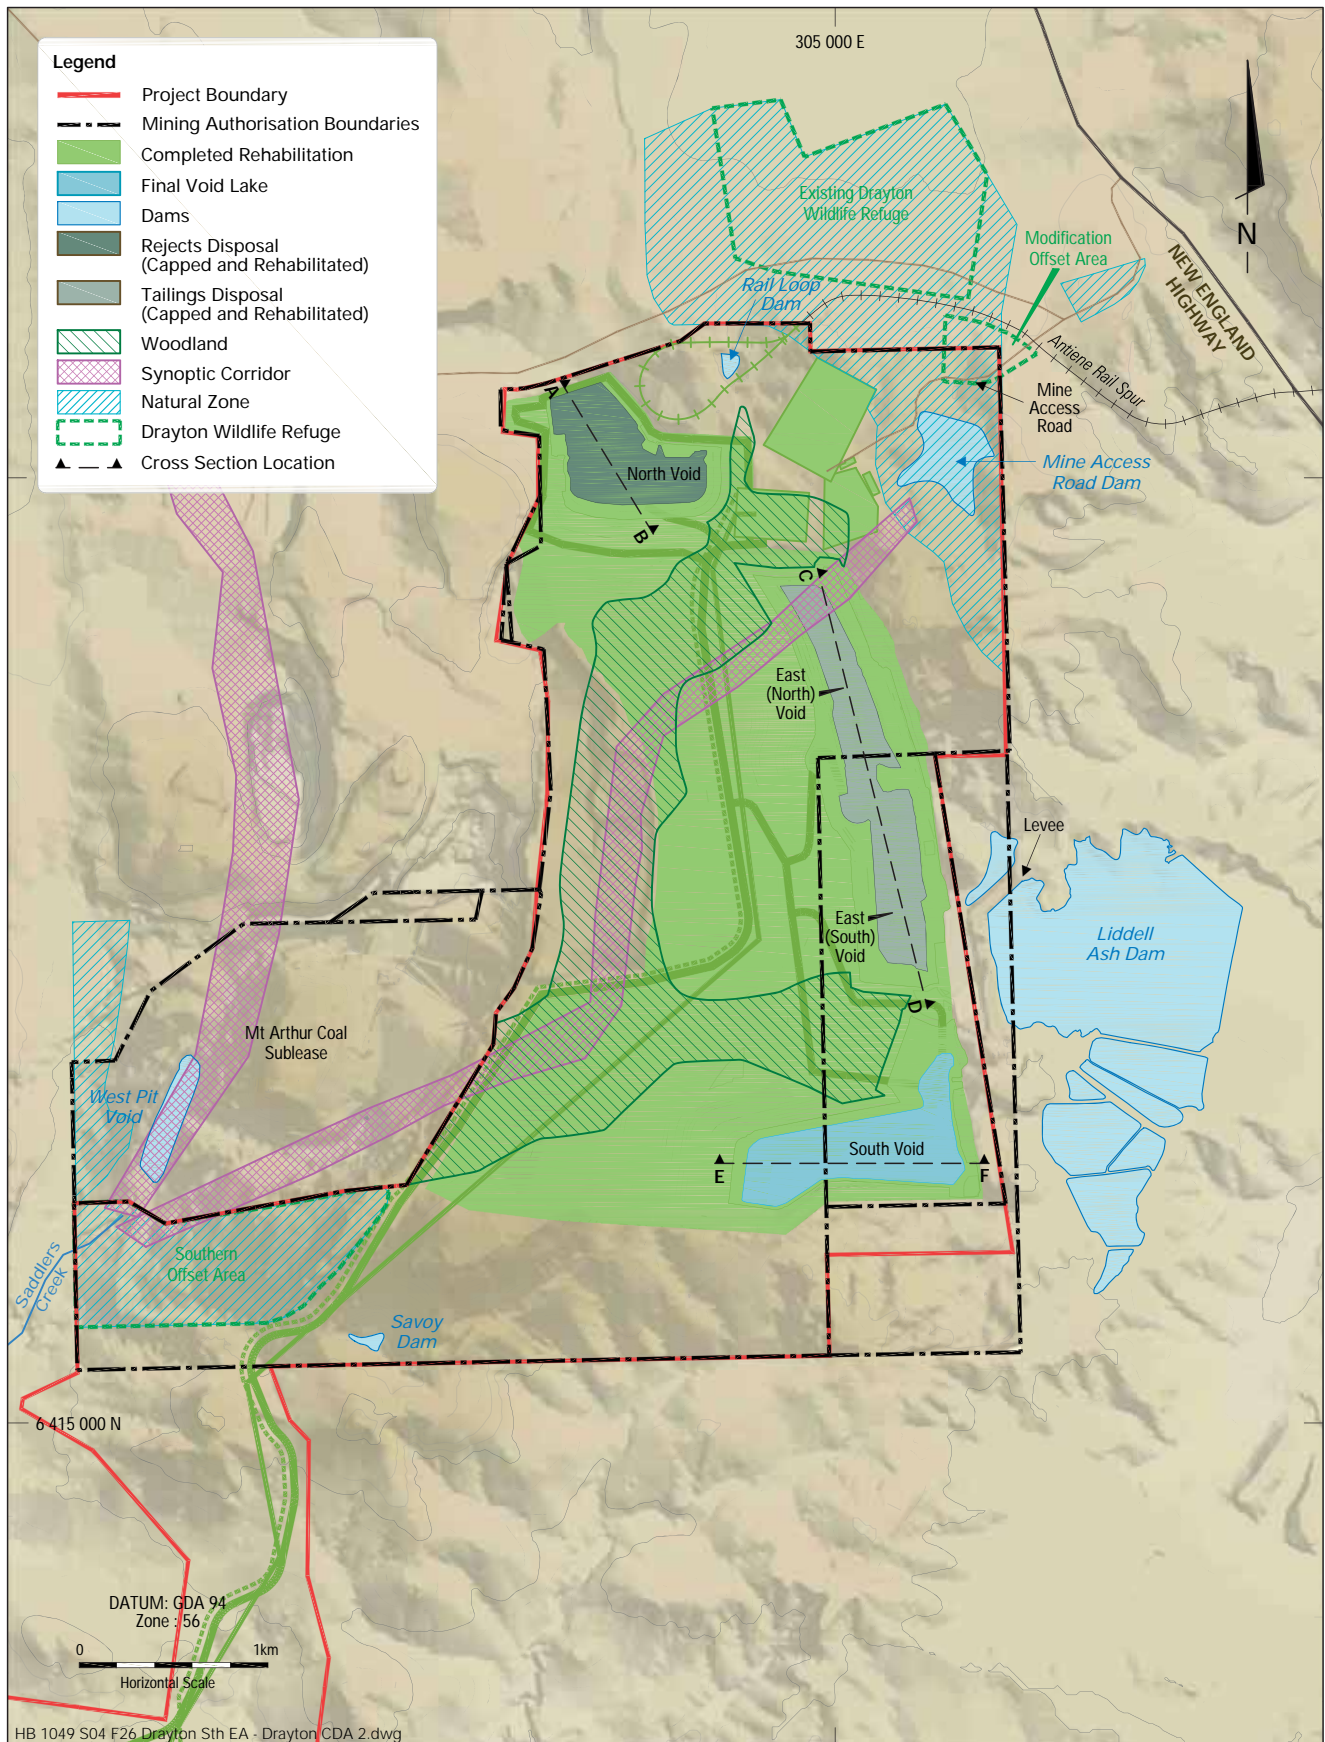 305 000 E
Legend
Project Boundary
Mining Authorisation Boundaries
Completed Rehabilitation
Final Void Lake
Dams
Rejects Disposal
(Capped and Rehabilitated)
Tailings Disposal
(Capped and Rehabilitated)
Woodland
Synoptic Corridor
Natural Zone
Drayton Wildlife Refuge
Cross Section Location
Existing Drayton
Wildlife Refuge
Modification
Offset Area
N
NEW ENGLAND
HIGHWAY
Rail Loop
Dam
Antiene Rail Spur
Mine
Access
Road
Mine Access
Road Dam
A
North Void
B
C
East
(North)
Void
Levee
East
(South)
Void
Liddell
Ash Dam
D
Mt Arthur Coal
Sublease
West Pit
Void
South Void
E
F
Saddlers
Creek
Southern
Offset Area
Savoy
Dam
6 415 000 N
DATUM: GDA 94
Zone : 56
0
1km
Horizontal Scale
HB 1049 S04 F26 Drayton Sth EA - Drayton CDA 2.dwg